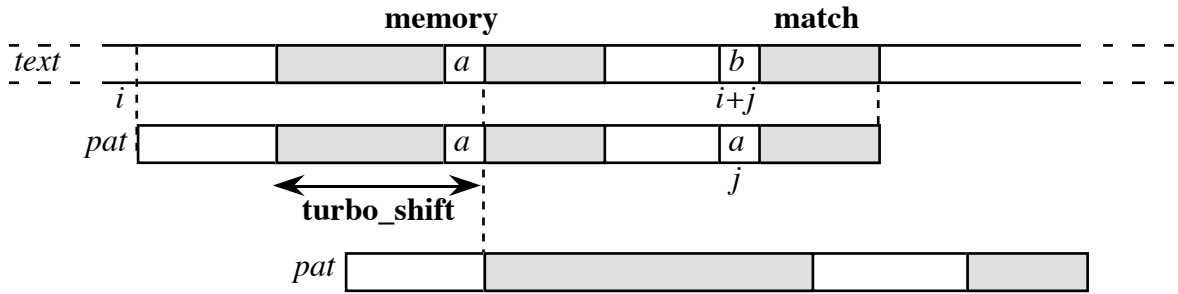 memory match
text a b
i i+j
pat a a
j
turbo_shift
pat